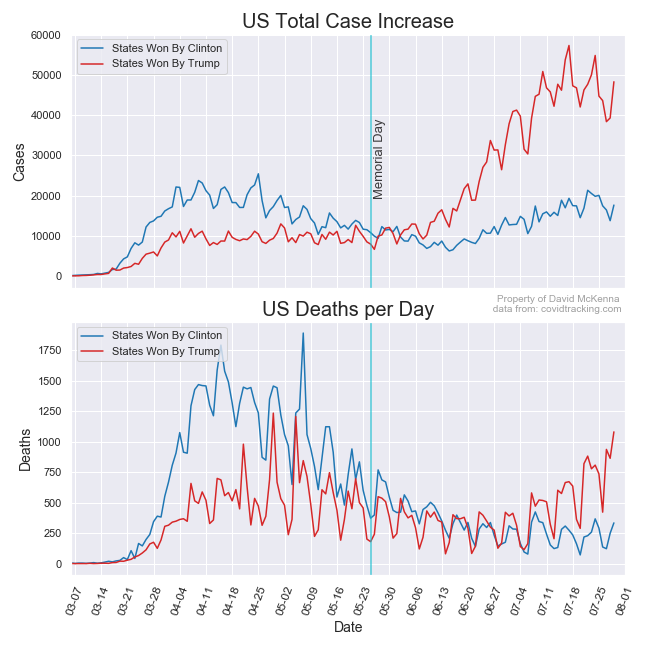 US Total Case Increase
60000
50000
40000
30000
20000
10000
0
Cases
States Won By Clinton
States Won By Trump
Memorial Day
Property of David McKenna
data from: covidtracking.com
US Deaths per Day
1750
1500
1250
1000
750
500
250
0
Deaths
States Won By Clinton
States Won By Trump
03-07 03-14 03-21 03-28 04-04 04-11 04-18 04-25 05-02 05-09 05-16 05-23 05-30 06-06 06-13 06-20 06-27 07-04 07-11 07-18 07-25 08-01
Date